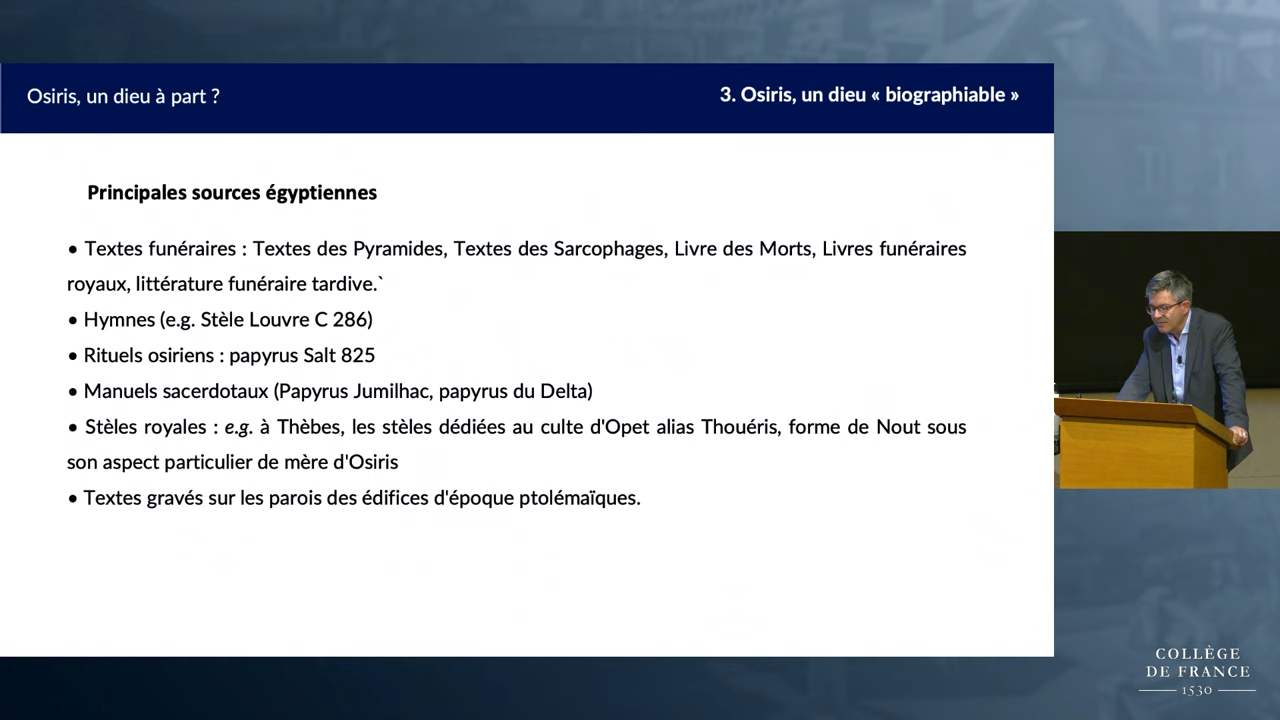 Osiris, un dieu à part ?
3. Osiris, un dieu « biographiable »
Principales sources égyptiennes
• Textes funéraires : Textes des Pyramides, Textes des Sarcophages, Livre des Morts, Livres funéraires
royaux, littérature funéraire tardive.`
• Hymnes (e.g. Stèle Louvre C 286)
• Rituels osiriens : papyrus Salt 825
• Manuels sacerdotaux (Papyrus Jumilhac, papyrus du Delta)
• Stèles royales : e.g. à Thèbes, les stèles dédiées au culte d'Opet alias Thouéris, forme de Nout sous
son aspect particulier de mère d'Osiris
• Textes gravés sur les parois des édifices d'époque ptolémaïques.
COLLÈGE
DE FRANCE
1530